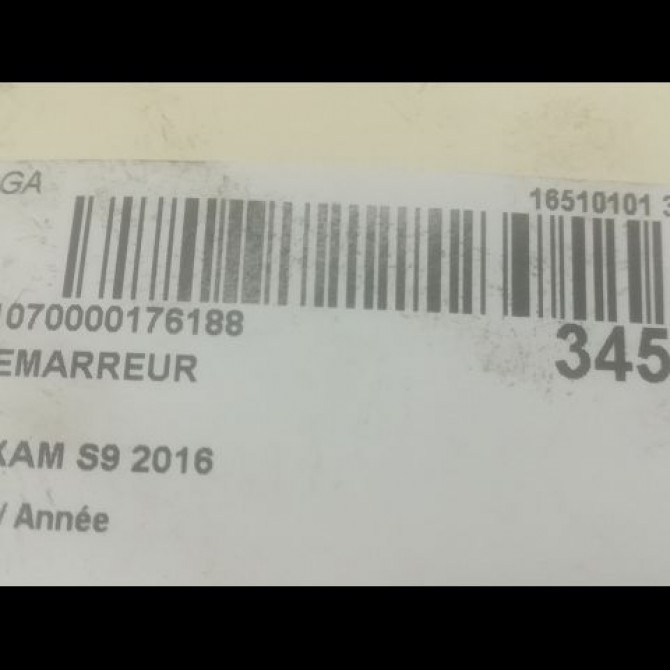 GA
16510101 3
1070000176188
345
EMARREUR
XAM S9 2016
/ Année